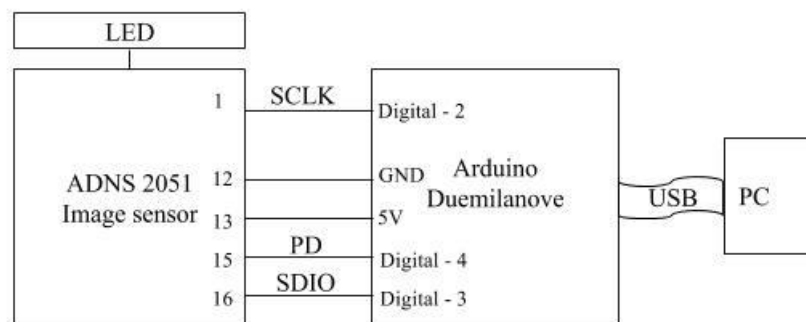 LED
1
SCLK
Digital - 2
12
GND
ADNS 2051
Image sensor
Arduino
Duemilanove
13
5V
15
PD
Digital - 4
16
SDIO
Digital - 3
USB
PC